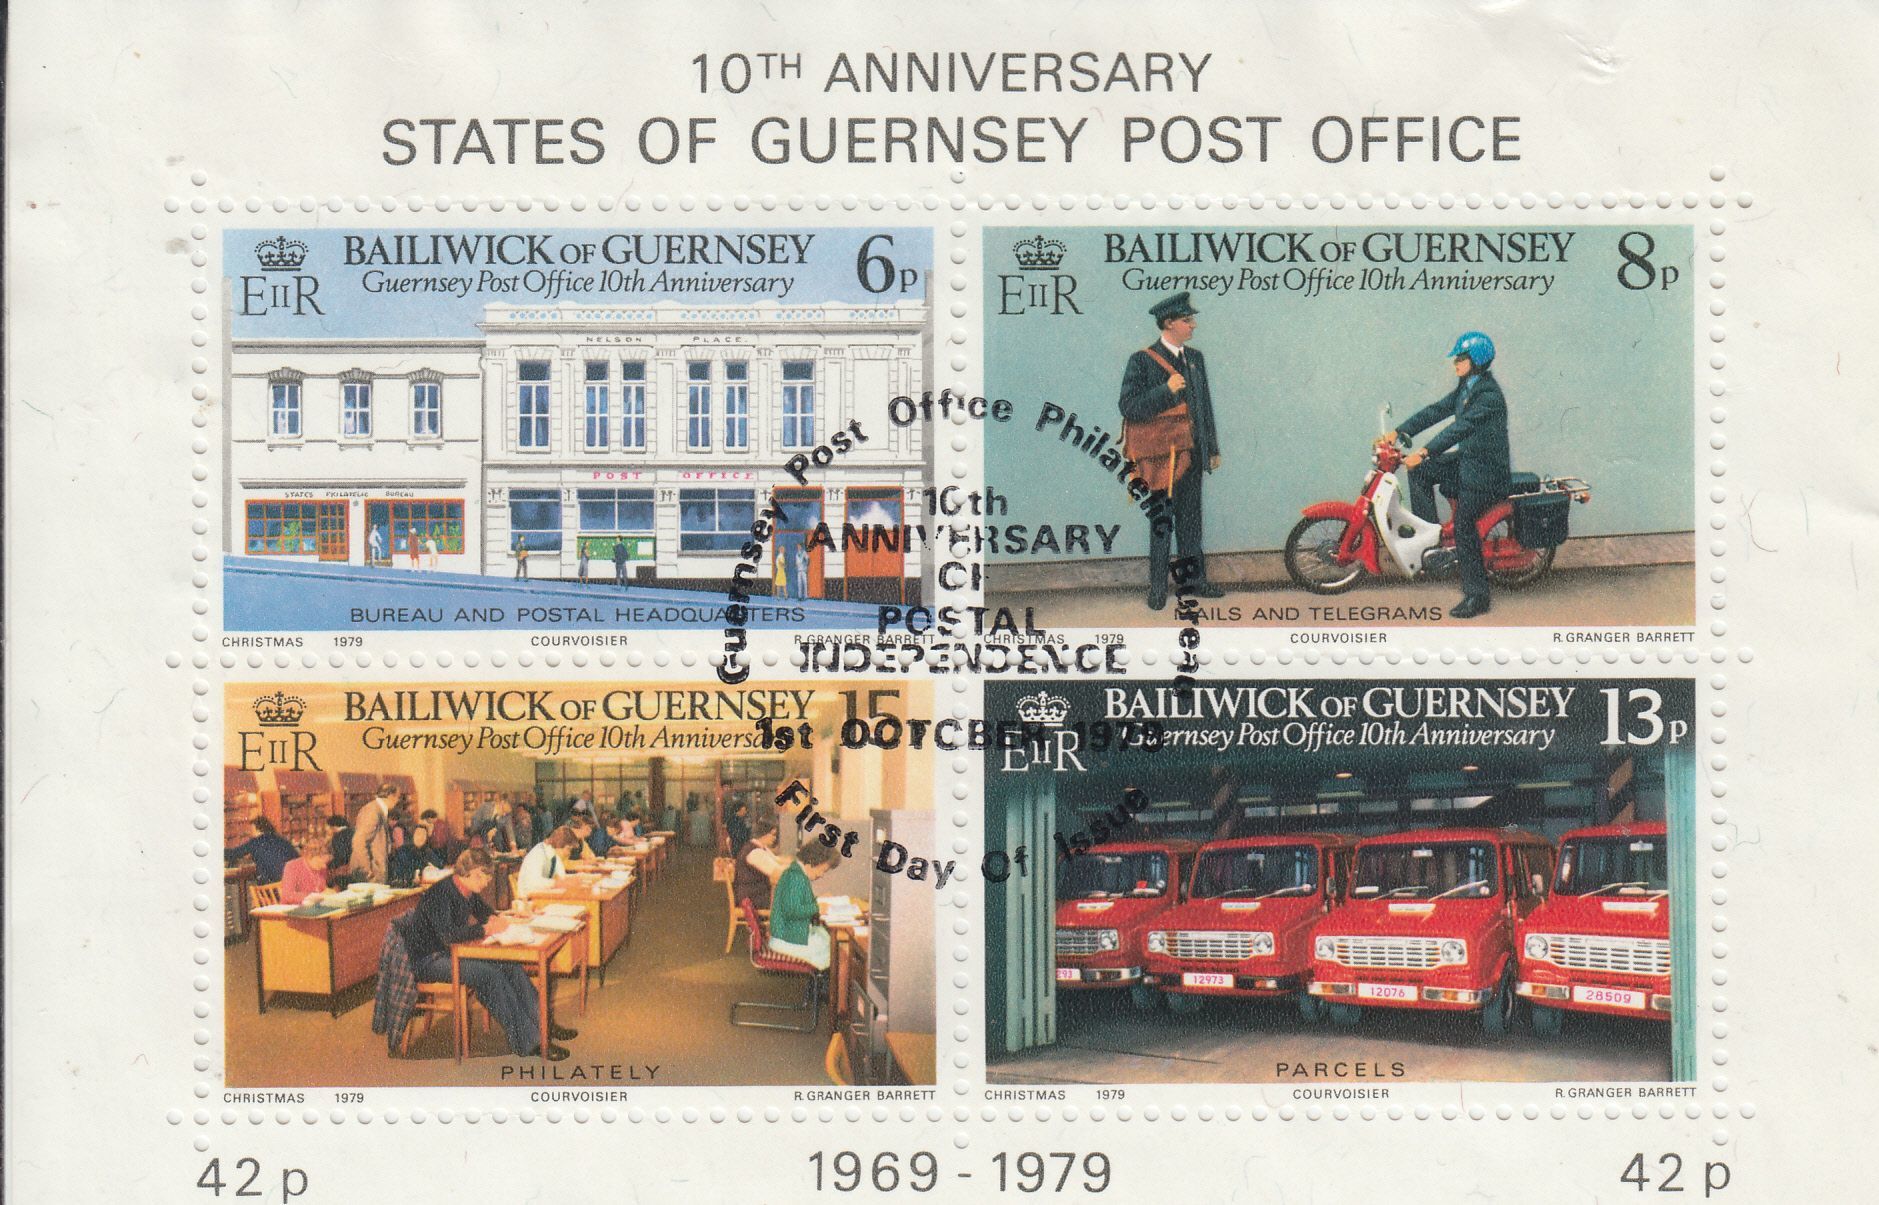 10TH ANNIVERSARY
STATES OF GUERNSEY POST OFFICE
EIIR
BAILIWICK OF GUERNSEY
Guernsey Post Office 10th Anniversary
6p
NELSON PLACE.
POST OFFICE
STATES PHILATELIC BUREAU
BUREAU AND POSTAL HEADQUARTERS
CHRISTMAS 1979 COURVOISIER R. GRANGER BARRETT
EIIR
BAILIWICK OF GUERNSEY
Guernsey Post Office 10th Anniversary
8p
MAILS AND TELEGRAMS
CHRISTMAS 1979 COURVOISIER R. GRANGER BARRETT
Guernsey Post Office Philatelic Bureau
10th
ANNIVERSARY
OF
POSTAL
INDEPENDENCE
1st OCTOBER 1979
First Day Of Issue
EIIR
BAILIWICK OF GUERNSEY
Guernsey Post Office 10th Anniversary
15
PHILATELY
CHRISTMAS 1979 COURVOISIER R. GRANGER BARRETT
EIIR
BAILIWICK OF GUERNSEY
Guernsey Post Office 10th Anniversary
13p
293
12973
12076
28509
PARCELS
CHRISTMAS 1979 COURVOISIER R. GRANGER BARRETT
42p 1969 - 1979 42p